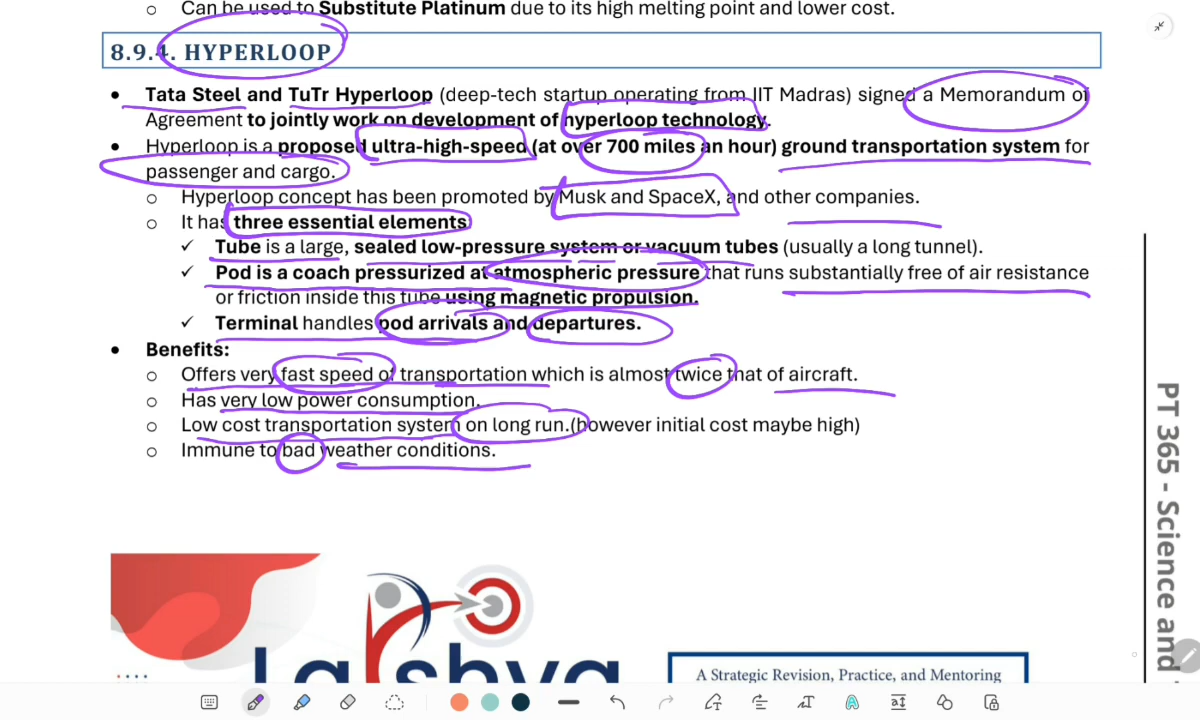 o Can be used to Substitute Platinum due to its high melting point and lower cost.
8.9.4. HYPERLOOP
• Tata Steel and TuTr Hyperloop (deep-tech startup operating from IIT Madras) signed a Memorandum of
Agreement to jointly work on development of hyperloop technology.
• Hyperloop is a proposed ultra-high-speed (at over 700 miles an hour) ground transportation system for
passenger and cargo.
o Hyperloop concept has been promoted by Musk and SpaceX, and other companies.
o It has three essential elements
✓ Tube is a large, sealed low-pressure system or vacuum tubes (usually a long tunnel).
✓ Pod is a coach pressurized at atmospheric pressure that runs substantially free of air resistance
or friction inside this tube using magnetic propulsion.
✓ Terminal handles pod arrivals and departures.
• Benefits:
o Offers very fast speed of transportation which is almost twice that of aircraft.
o Has very low power consumption.
o Low cost transportation system on long run.(however initial cost maybe high)
o Immune to bad weather conditions.
PT 365 - Science and
Lakshya
A Strategic Revision, Practice, and Mentoring